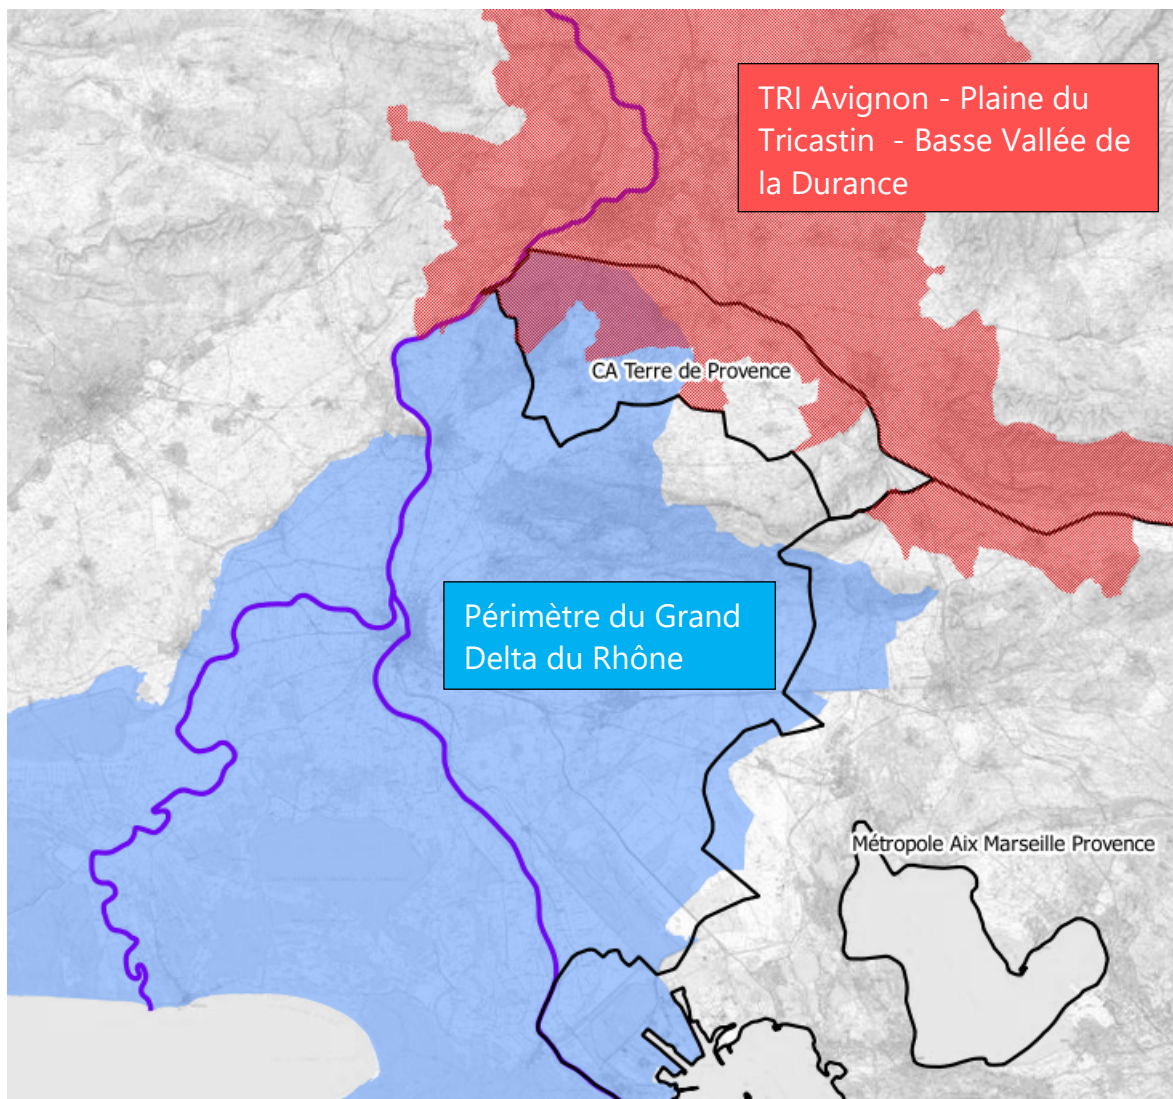 TRI Avignon - Plaine du
Tricastin - Basse Vallée de
la Durance
CA Terre de Provence
Périmètre du Grand
Delta du Rhône
Métropole Aix Marseille Provence